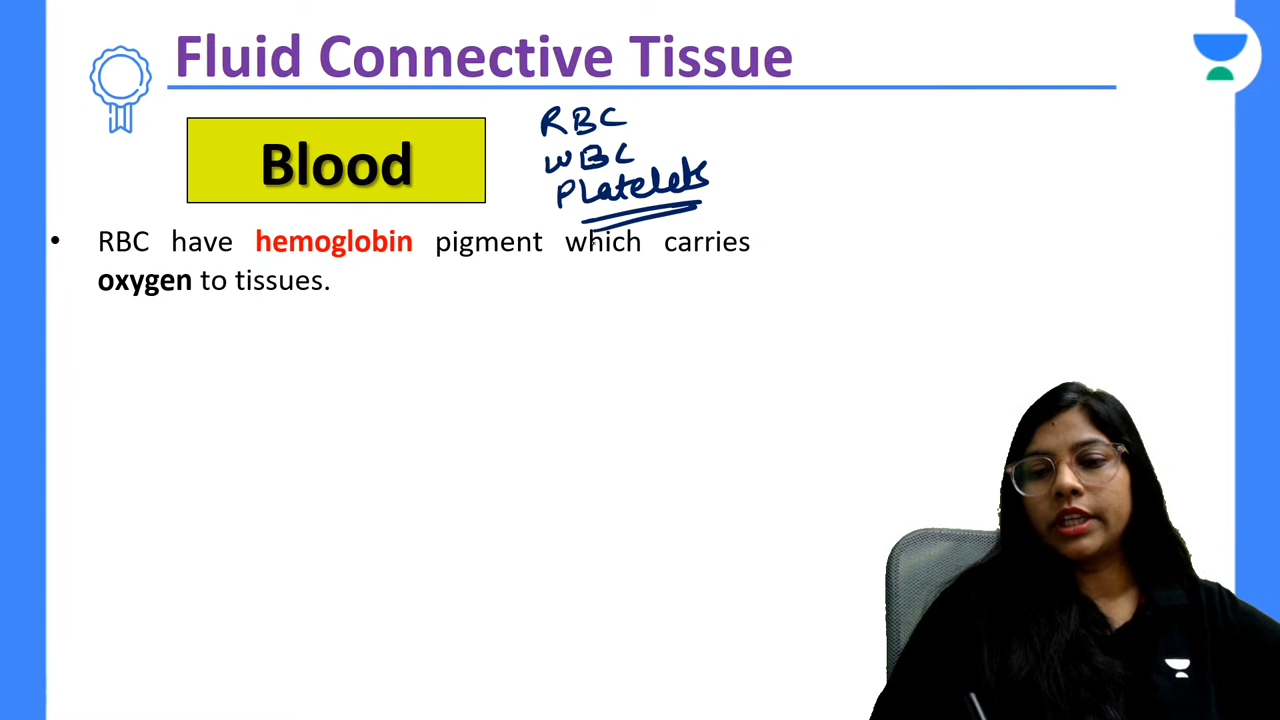 Fluid Connective Tissue
Blood
RBC
WBC
Platelets
• RBC have hemoglobin pigment which carries
oxygen to tissues.